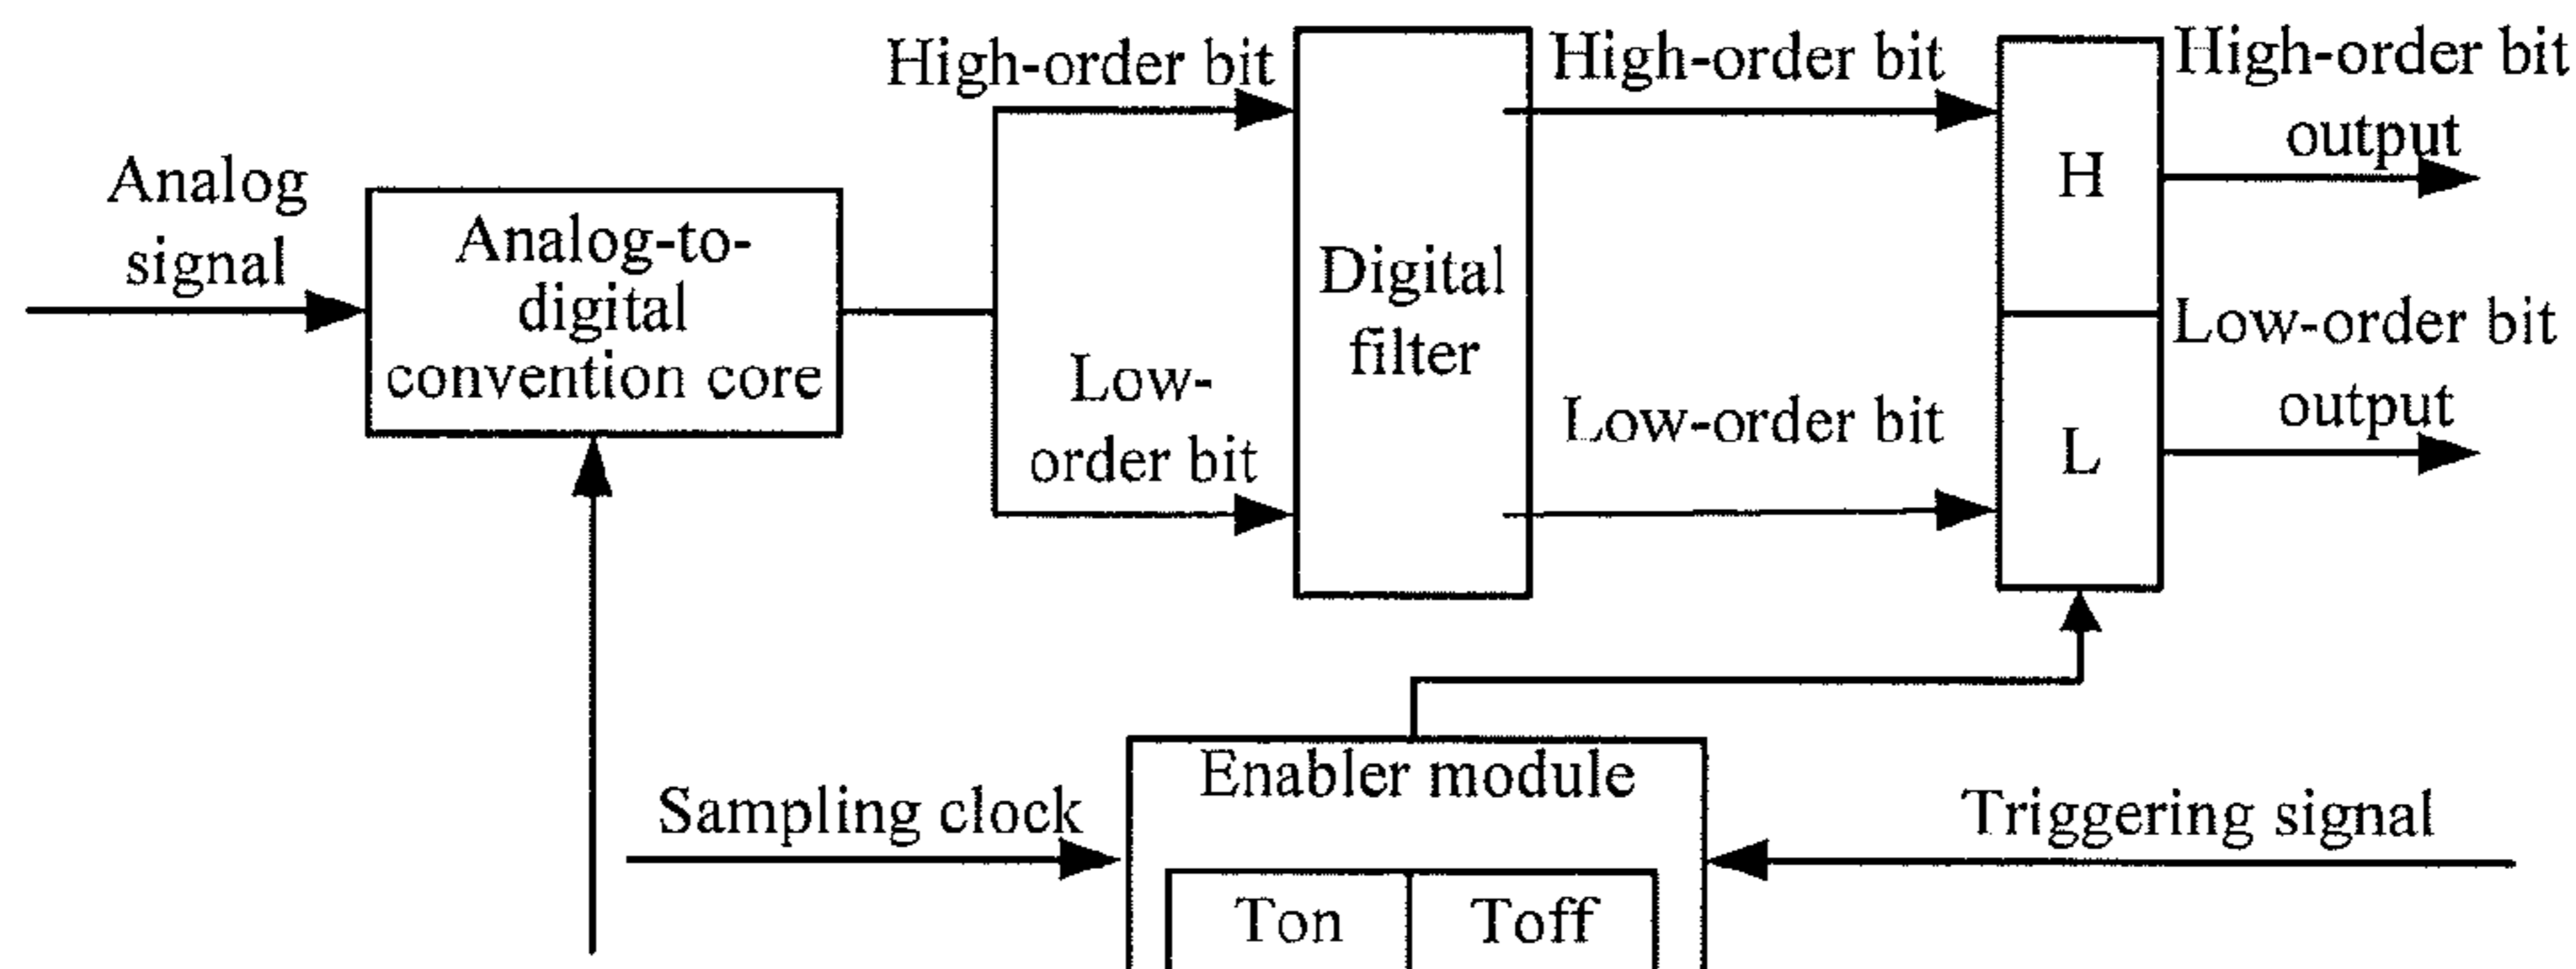 High-order bit
High-order bit
High-order bit
output
Analog
signal
Analog-to-
digital
convention core
Digital
filter
H
Low-
order bit
Low-order bit
Low-order bit
output
L
Enabler module
Sampling clock
Triggering signal
Ton
Toff